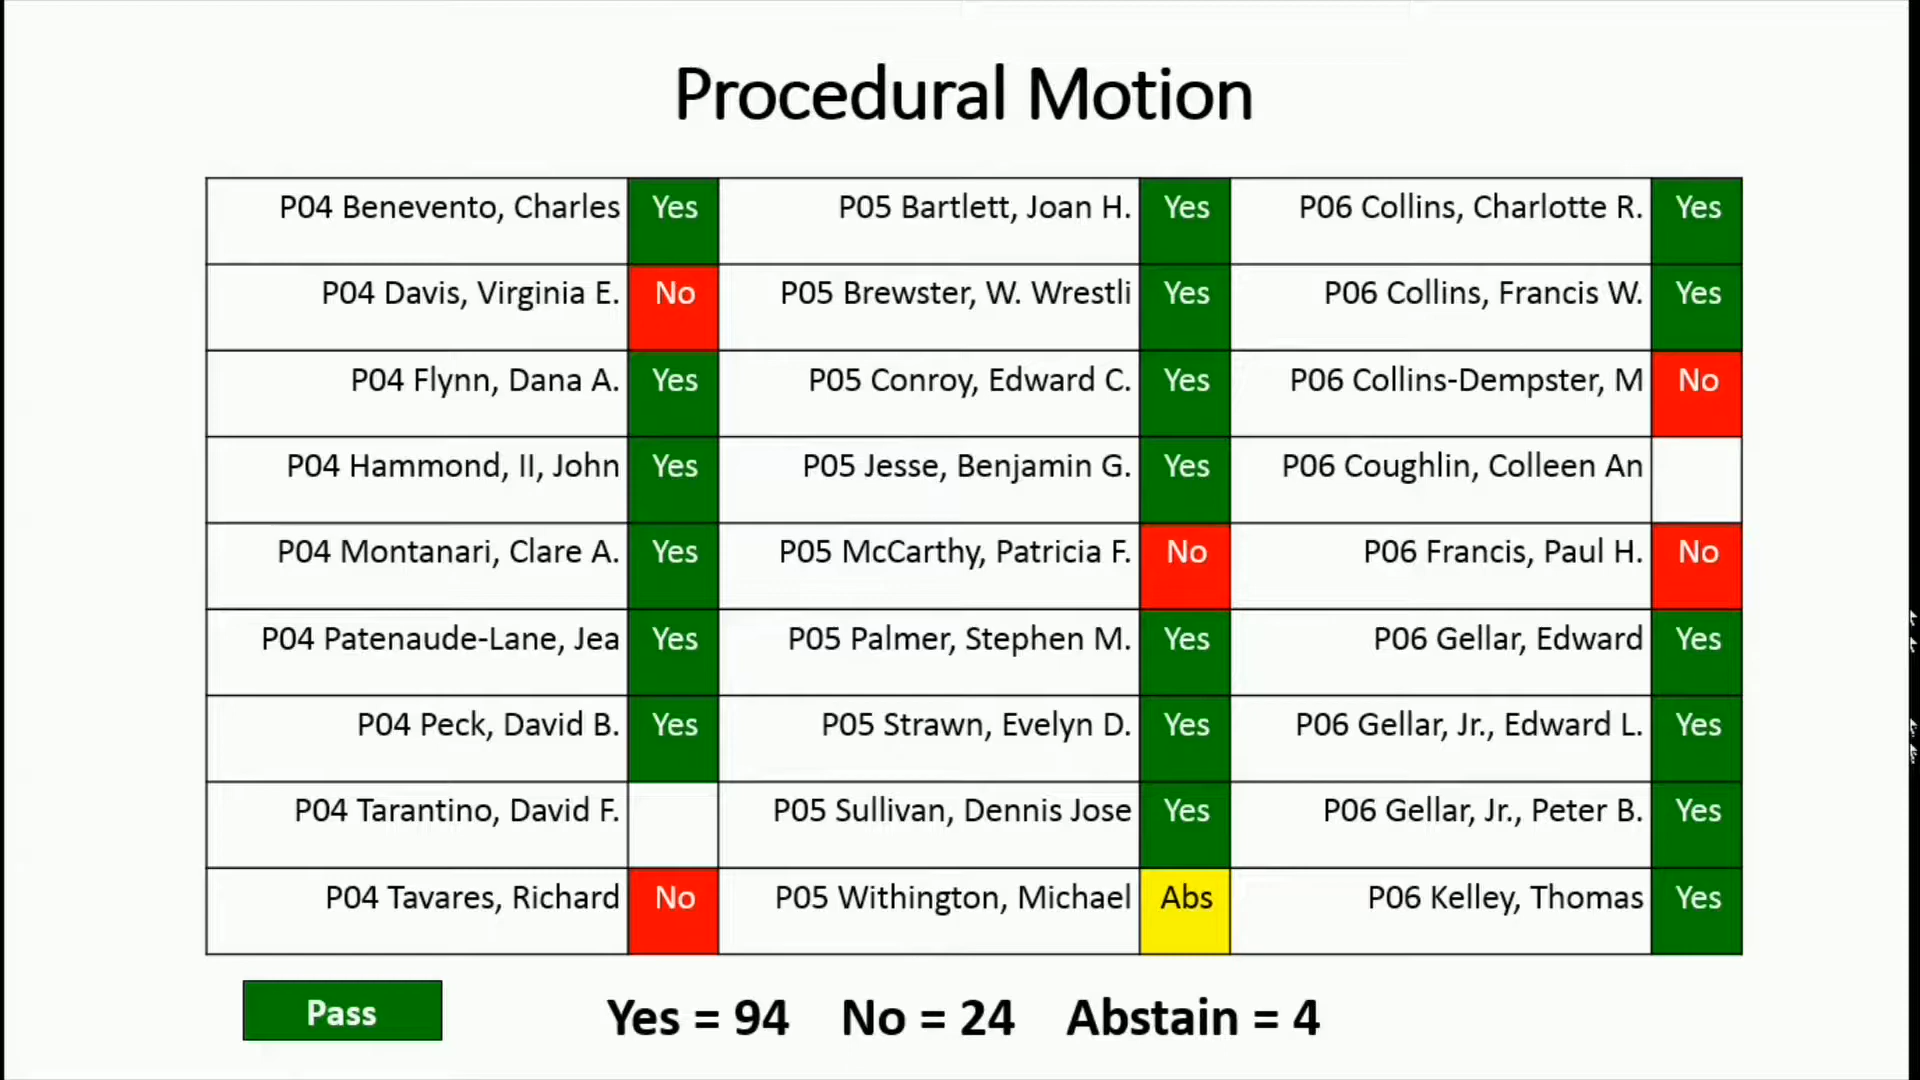 Procedural Motion
P04 Benevento, Charles Yes P05 Bartlett, Joan H. Yes P06 Collins, Charlotte R. Yes
P04 Davis, Virginia E. No P05 Brewster, W. Wrestli Yes P06 Collins, Francis W. Yes
P04 Flynn, Dana A. Yes P05 Conroy, Edward C. Yes P06 Collins-Dempster, M No
P04 Hammond, II, John Yes P05 Jesse, Benjamin G. Yes P06 Coughlin, Colleen An
P04 Montanari, Clare A. Yes P05 McCarthy, Patricia F. No P06 Francis, Paul H. No
P04 Patenaude-Lane, Jea Yes P05 Palmer, Stephen M. Yes P06 Gellar, Edward Yes
P04 Peck, David B. Yes P05 Strawn, Evelyn D. Yes P06 Gellar, Jr., Edward L. Yes
P04 Tarantino, David F. P05 Sullivan, Dennis Jose Yes P06 Gellar, Jr., Peter B. Yes
P04 Tavares, Richard No P05 Withington, Michael Abs P06 Kelley, Thomas Yes
Pass Yes = 94 No = 24 Abstain = 4